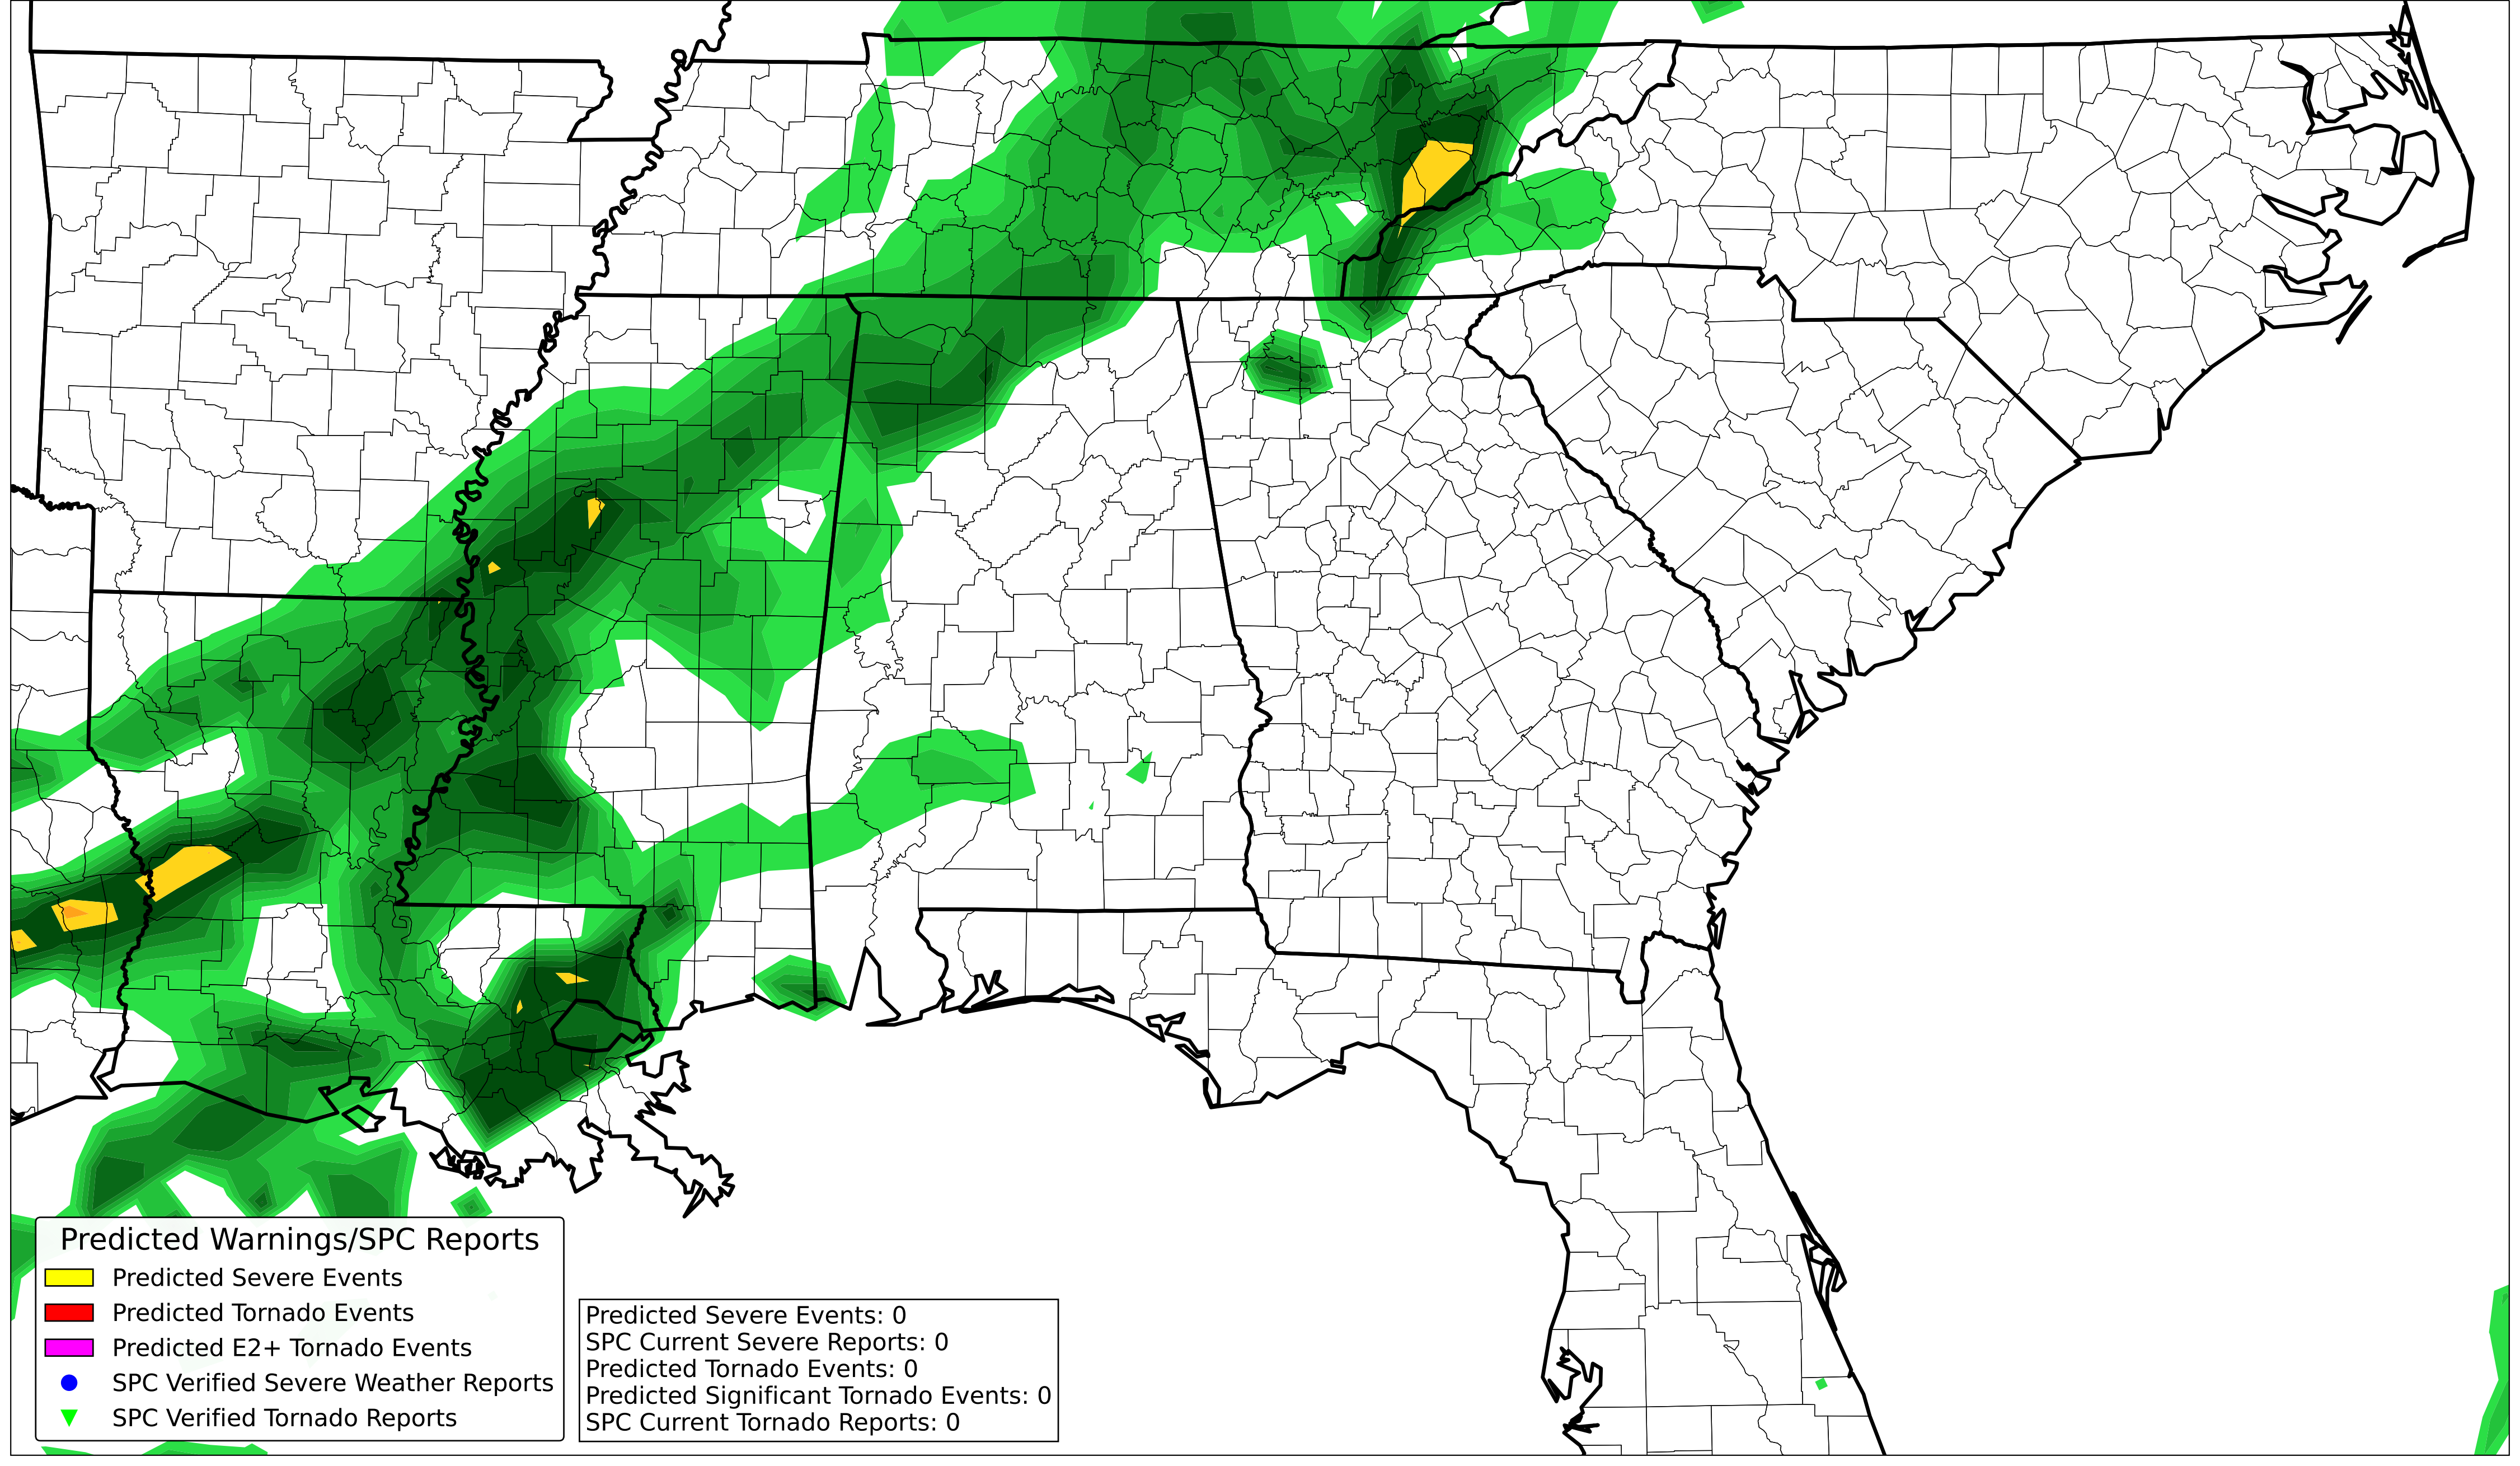 Predicted Warnings/SPC Reports
Predicted Severe Events
Predicted Tornado Events
Predicted E2+ Tornado Events
SPC Verified Severe Weather Reports
SPC Verified Tornado Reports
Predicted Severe Events: 0
SPC Current Severe Reports: 0
Predicted Tornado Events: 0
Predicted Significant Tornado Events: 0
SPC Current Tornado Reports: 0